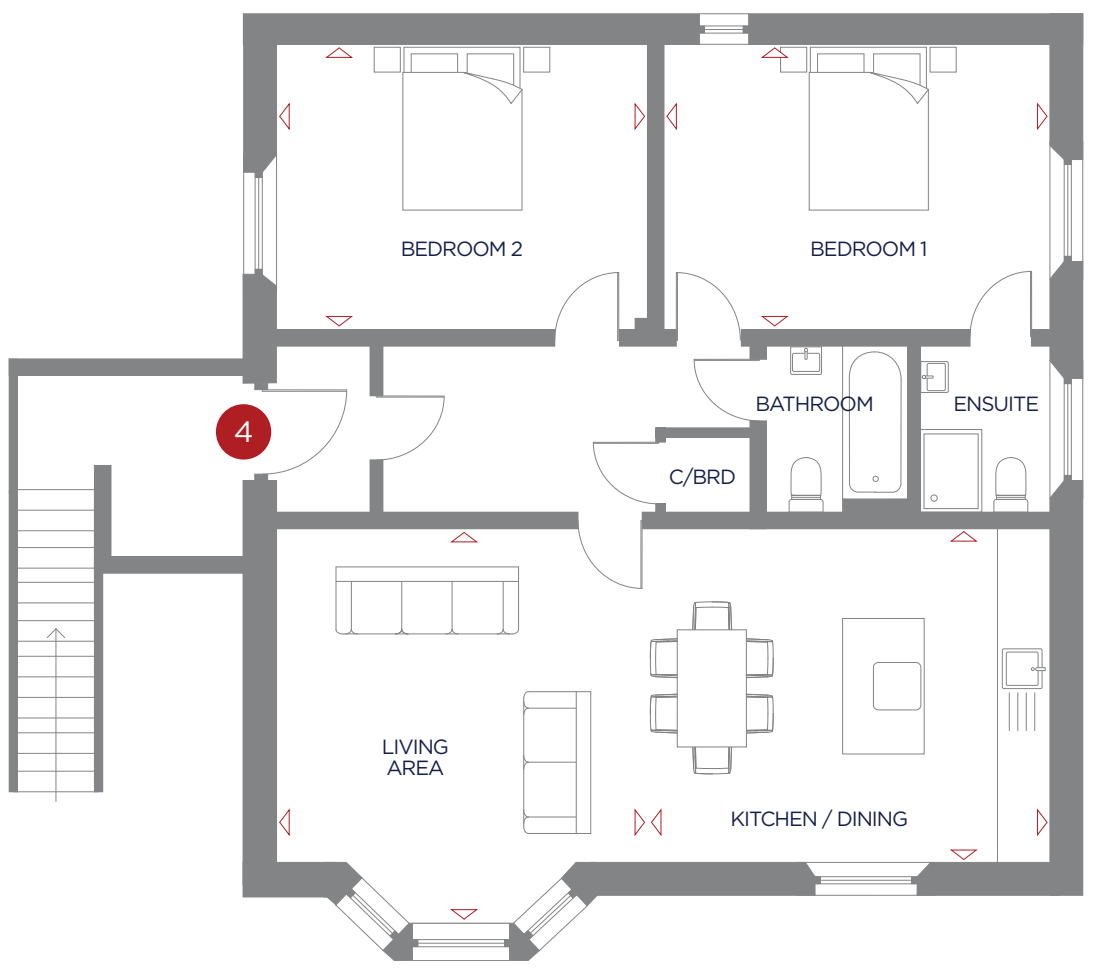 BEDROOM 2
BEDROOM 1
4
BATHROOM
ENSUITE
C/BRD
LIVING
AREA
KITCHEN / DINING